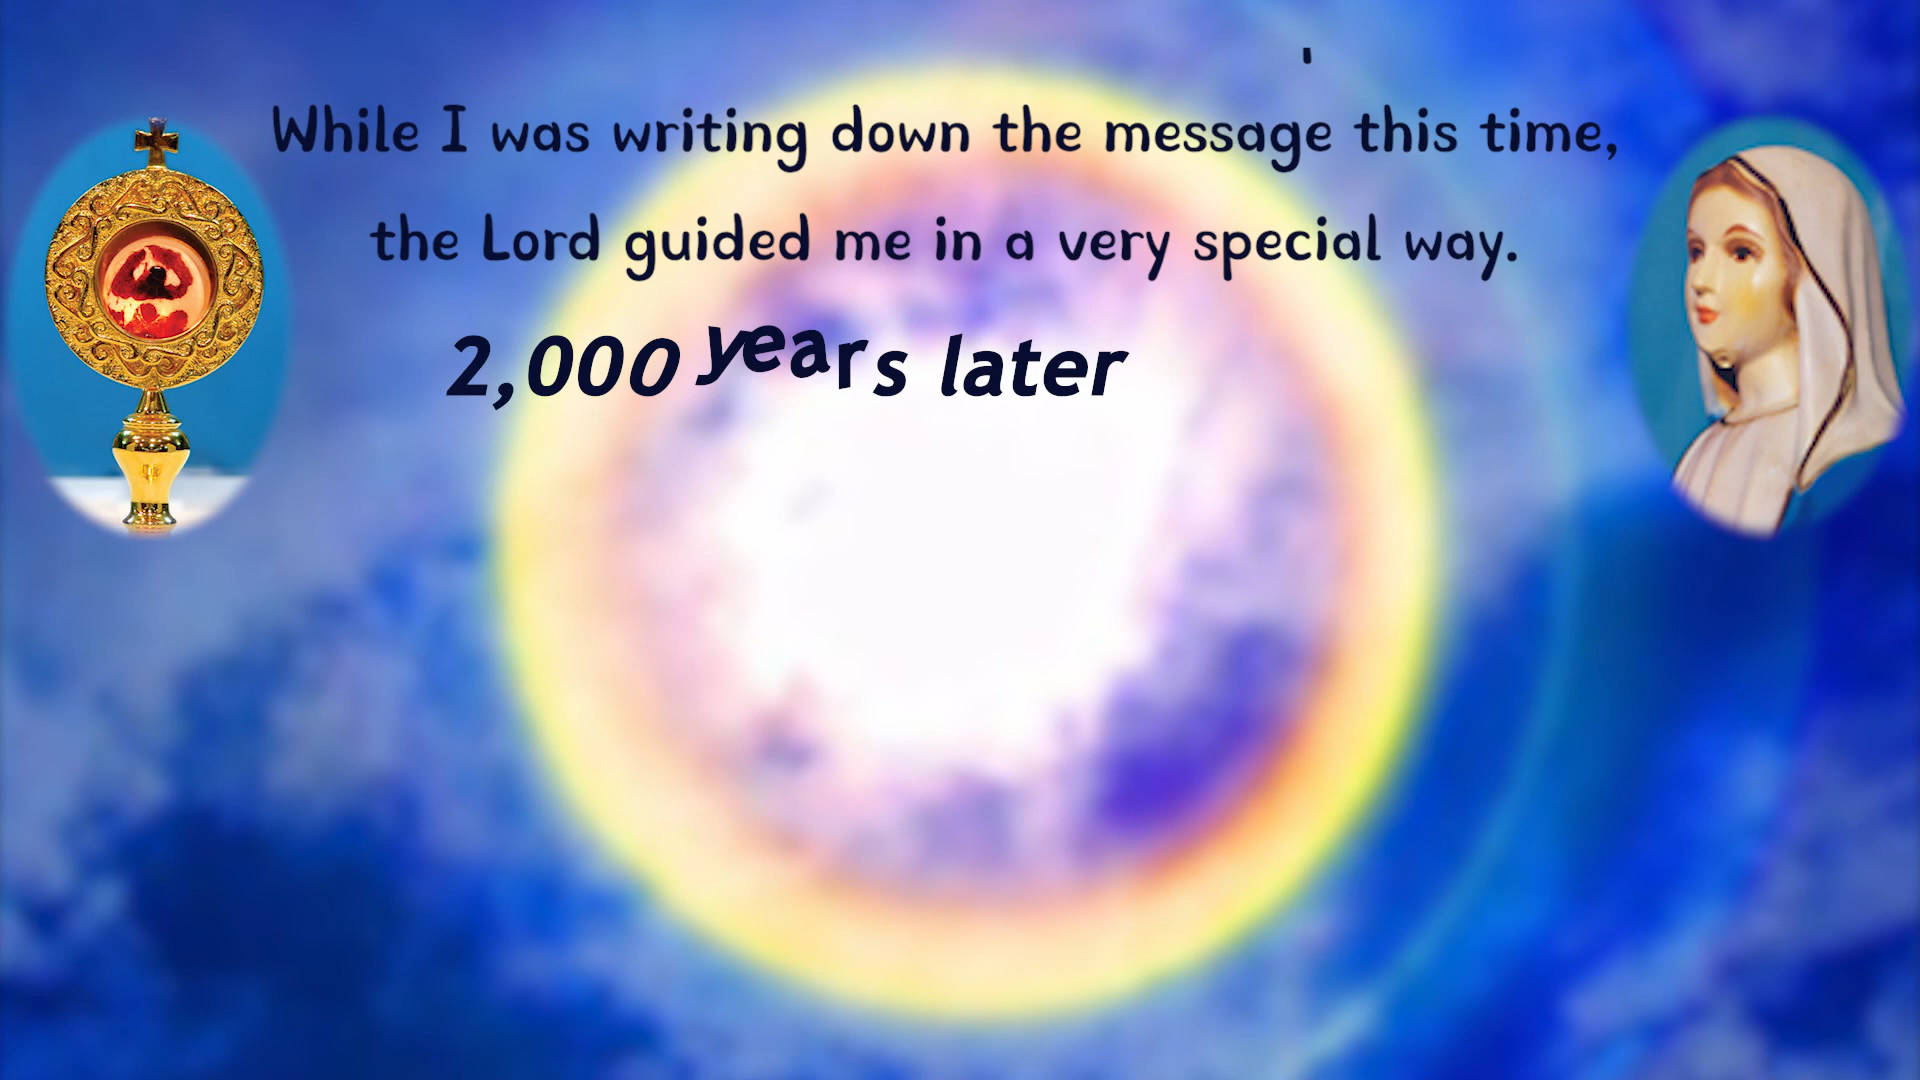 While I was writing down the message this time,
the Lord guided me in a very special way.
2,000 years later